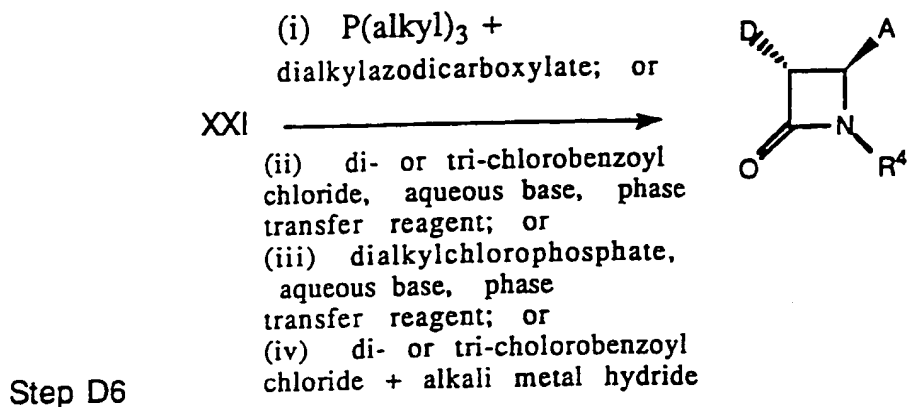 (i) P(alkyl)3 +
dialkylazodicarboxylate; or
XXI
(ii) di- or tri-chlorobenzoyl
chloride, aqueous base, phase
transfer reagent; or
(iii) dialkylchlorophosphate,
aqueous base, phase
transfer reagent; or
(iv) di- or tri-cholorobenzoyl
chloride + alkali metal hydride
Step D6
D
A
N
O
R4